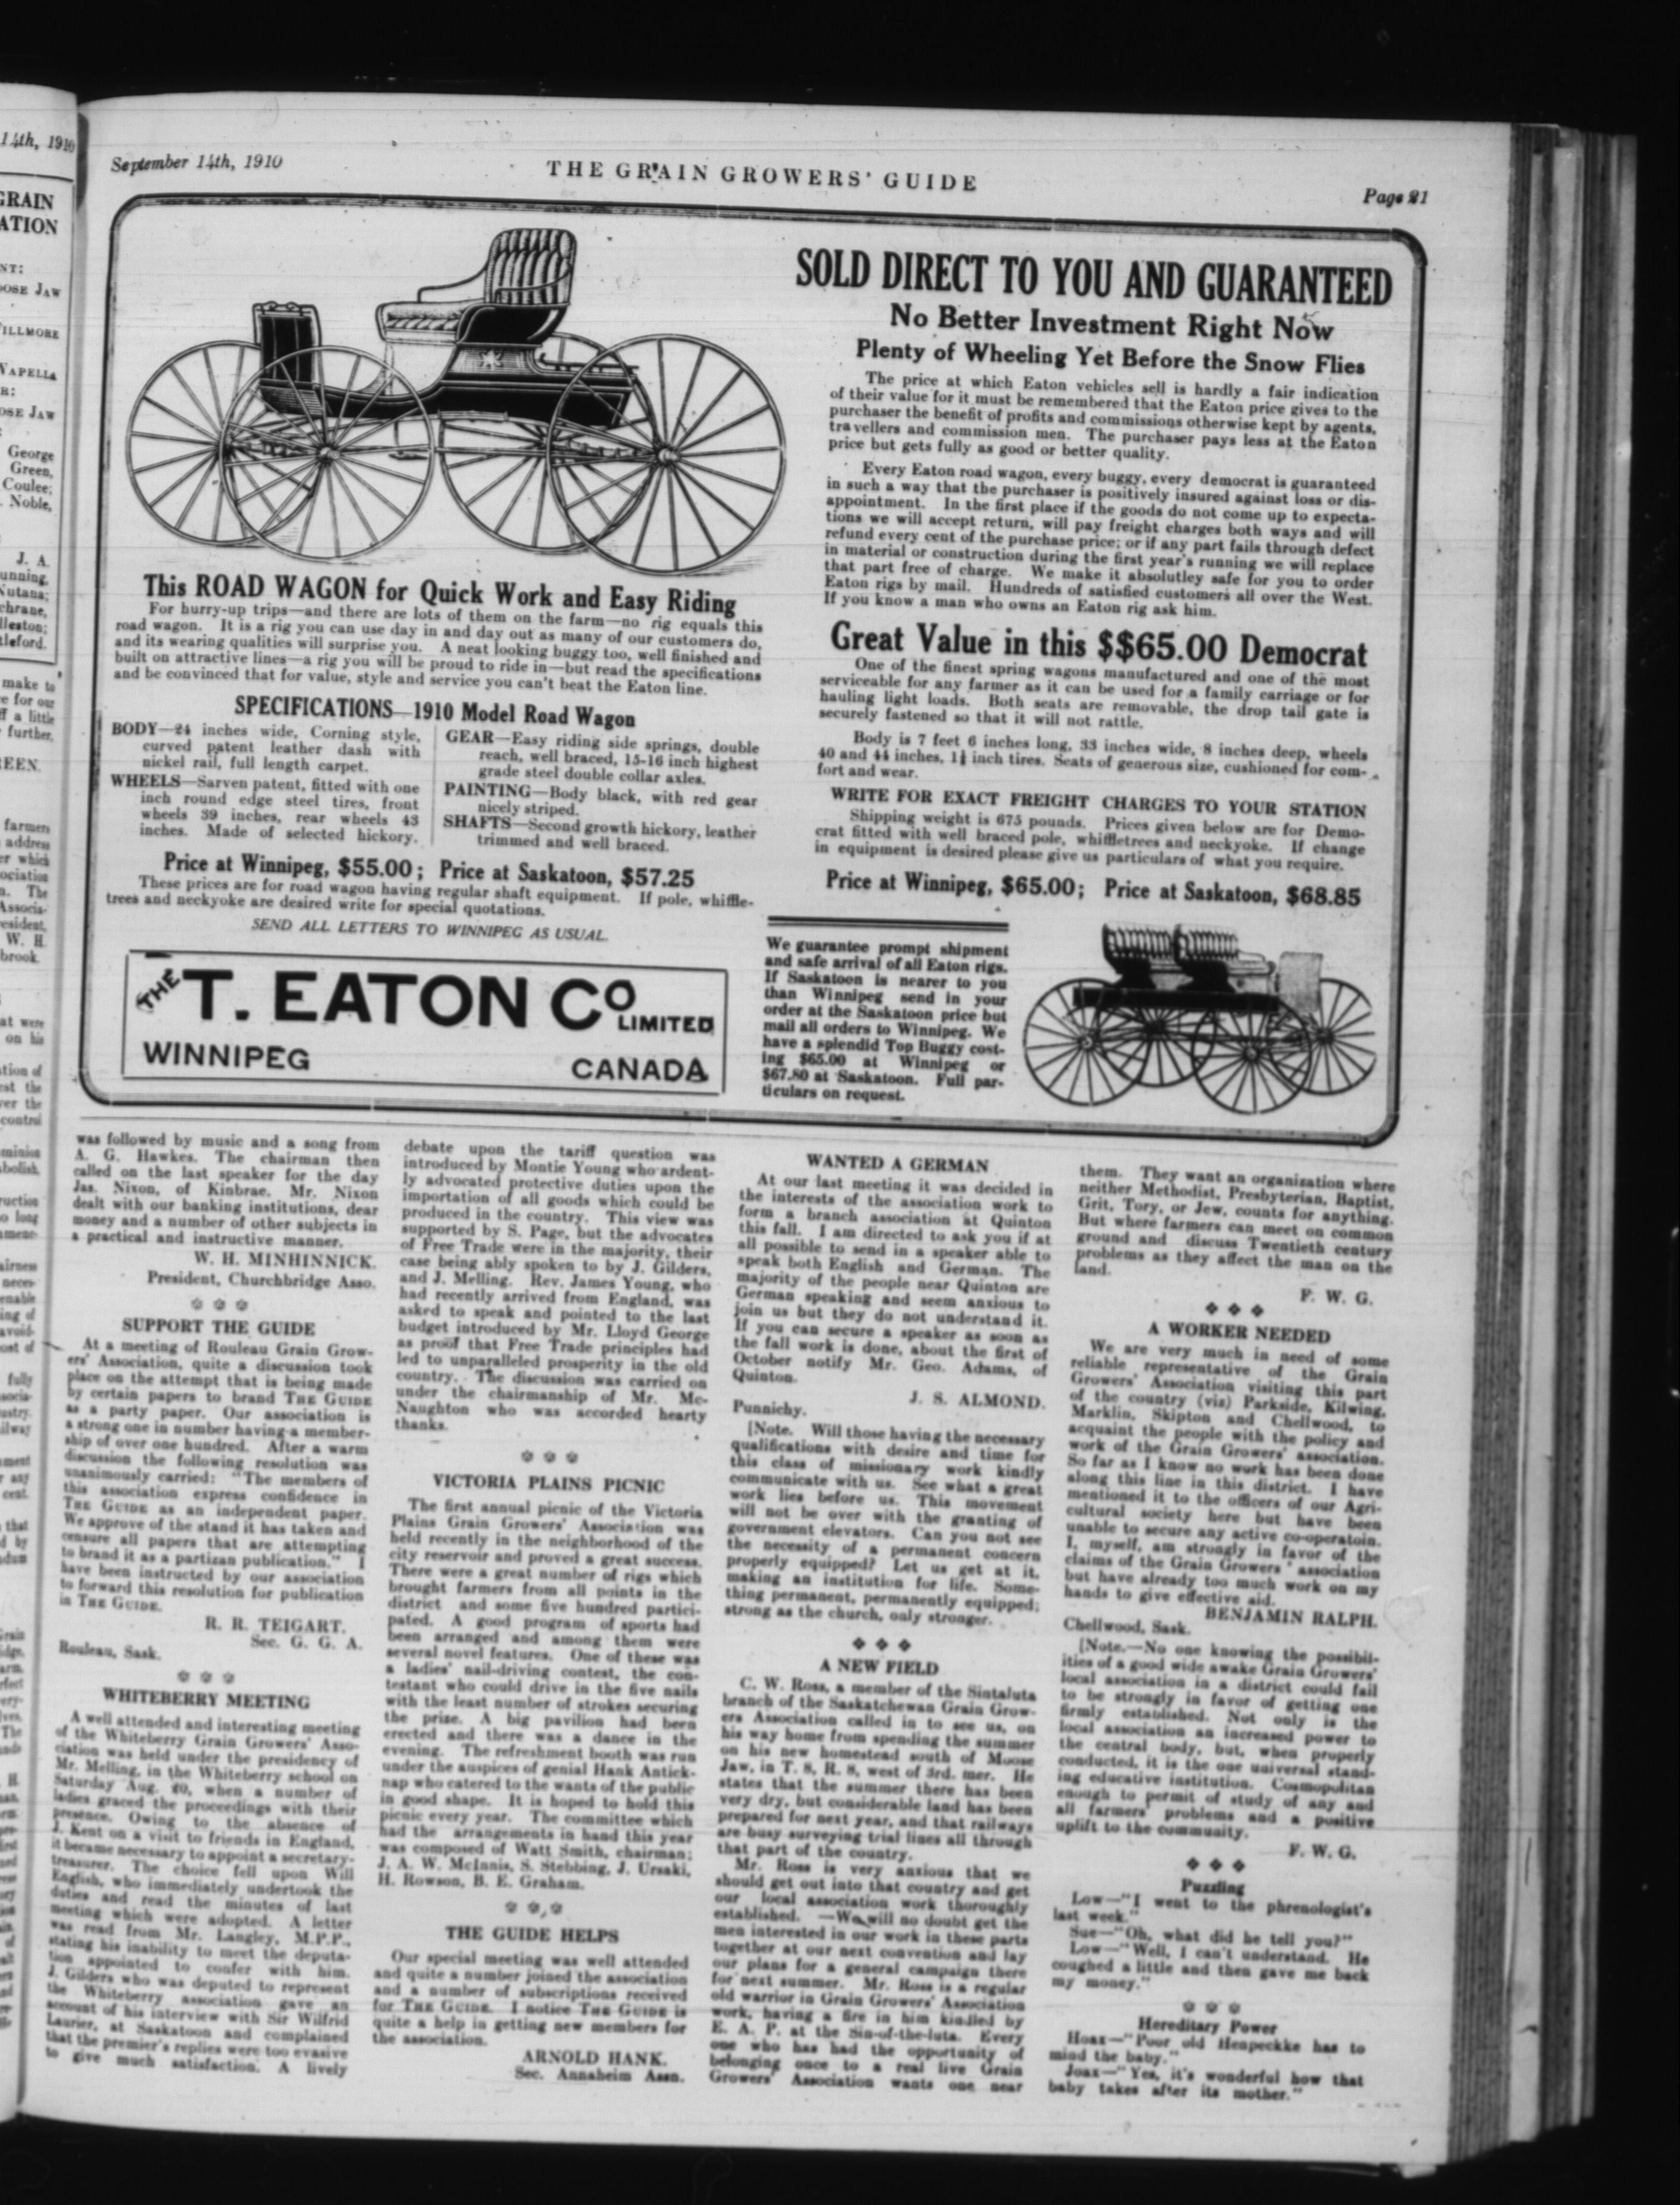 14th, 1910
GRAIN
ATION
NT:
OOSE JAW
FILLMORE
WAPELLA
R:
OSE JAW
George
Green,
Coulee;
. Noble,
J. A.
unning,
Nutana;
chrane,
lleston;
tleford.
make to
e for our
ff a little
further,
EEN.
farmers
address
er which
ociation
n. The
Associa-
resident,
W. H.
brook.
at were
on his
September 14th, 1910
THE GRAIN GROWERS' GUIDE
Page 21
SOLD DIRECT TO YOU AND GUARANTEED
No Better Investment Right Now
Plenty of Wheeling Yet Before the Snow Flies
The price at which Eaton vehicles sell is hardly a fair indication
of their value for it must be remembered that the Eaton price gives to the
purchaser the benefit of profits and commissions otherwise kept by agents,
travellers and commission men. The purchaser pays less at the Eaton
price but gets fully as good or better quality.
Every Eaton road wagon, every buggy, every democrat is guaranteed
in such a way that the purchaser is positively insured against loss or dis-
appointment. In the first place if the goods do not come up to expecta-
tions we will accept return, will pay freight charges both ways and will
refund every cent of the purchase price; or if any part fails through defect
in material or construction during the first year's running we will replace
that part free of charge. We make it absolutley safe for you to order
Eaton rigs by mail. Hundreds of satisfied customers all over the West.
If you know a man who owns an Eaton rig ask him.
Great Value in this $$65.00 Democrat
One of the finest spring wagons manufactured and one of the most
serviceable for any farmer as it can be used for a family carriage or for
hauling light loads. Both seats are removable, the drop tail gate is
securely fastened so that it will not rattle.
Body is 7 feet 6 inches long, 33 inches wide, 8 inches deep, wheels
40 and 44 inches, 1⅛ inch tires. Seats of generous size, cushioned for com-
fort and wear.
WRITE FOR EXACT FREIGHT CHARGES TO YOUR STATION
Shipping weight is 675 pounds. Prices given below are for Demo-
crat fitted with well braced pole, whiffletrees and neckyoke. If change
in equipment is desired please give us particulars of what you require.
Price at Winnipeg, $65.00; Price at Saskatoon, $68.85
This ROAD WAGON for Quick Work and Easy Riding
For hurry-up trips—and there are lots of them on the farm—no rig equals this
road wagon. It is a rig you can use day in and day out as many of our customers do,
and its wearing qualities will surprise you. A neat looking buggy too, well finished and
built on attractive lines—a rig you will be proud to ride in—but read the specifications
and be convinced that for value, style and service you can't beat the Eaton line.
SPECIFICATIONS—1910 Model Road Wagon
BODY—24 inches wide, Corning style,
curved patent leather dash with
nickel rail, full length carpet.
WHEELS—Sarven patent, fitted with one
inch round edge steel tires, front
wheels 39 inches, rear wheels 43
inches. Made of selected hickory.
GEAR—Easy riding side springs, double
reach, well braced, 15-16 inch highest
grade steel double collar axles.
PAINTING—Body black, with red gear
nicely striped.
SHAFTS—Second growth hickory, leather
trimmed and well braced.
Price at Winnipeg, $55.00; Price at Saskatoon, $57.25
These prices are for road wagon having regular shaft equipment. If pole, whiffle-
trees and neckyoke are desired write for special quotations.
SEND ALL LETTERS TO WINNIPEG AS USUAL.
THE T. EATON CO LIMITED
WINNIPEG CANADA
We guarantee prompt shipment
and safe arrival of all Eaton rigs.
If Saskatoon is nearer to you
than Winnipeg send in your
order at the Saskatoon price but
mail all orders to Winnipeg. We
have a splendid Top Buggy cost-
ing $65.00 at Winnipeg or
$67.80 at Saskatoon. Full par-
ticulars on request.
was followed by music and a song from
A. G. Hawkes. The chairman then
called on the last speaker for the day
Jas. Nixon, of Kinbrae. Mr. Nixon
dealt with our banking institutions, dear
money and a number of other subjects in
a practical and instructive manner.
W. H. MINHINNICK.
President, Churchbridge Asso.
SUPPORT THE GUIDE
At a meeting of Rouleau Grain Grow-
ers' Association, quite a discussion took
place on the attempt that is being made
by certain papers to brand THE GUIDE
as a party paper. Our association is
a strong one in number having a member-
ship of over one hundred. After a warm
discussion the following resolution was
unanimously carried: "The members of
this association express confidence in
THE GUIDE as an independent paper.
We approve of the stand it has taken and
censure all papers that are attempting
to brand it as a partizan publication." I
have been instructed by our association
to forward this resolution for publication
in THE GUIDE.
R. R. TEIGART.
Sec. G. G. A.
Rouleau, Sask.
WHITEBERRY MEETING
A well attended and interesting meeting
of the Whiteberry Grain Growers' Asso-
ciation was held under the presidency of
Mr. Melling, in the Whiteberry school on
Saturday Aug. 20, when a number of
ladies graced the proceedings with their
presence. Owing to the absence of
J. Kent on a visit to friends in England,
it became necessary to appoint a secretary-
treasurer. The choice fell upon Will
English, who immediately undertook the
duties and read the minutes of last
meeting which were adopted. A letter
was read from Mr. Langley, M.P.P.,
stating his inability to meet the deputa-
tion appointed to confer with him.
J. Gilders who was deputed to represent
the Whiteberry association gave an
account of his interview with Sir Wilfrid
Laurier, at Saskatoon and complained
that the premier's replies were too evasive
to give much satisfaction. A lively
debate upon the tariff question was
introduced by Montie Young who ardent-
ly advocated protective duties upon the
importation of all goods which could be
produced in the country. This view was
supported by S. Page, but the advocates
of Free Trade were in the majority, their
case being ably spoken to by J. Gilders,
and J. Melling. Rev. James Young, who
had recently arrived from England, was
asked to speak and pointed to the last
budget introduced by Mr. Lloyd George
as proof that Free Trade principles had
led to unparalleled prosperity in the old
country. The discussion was carried on
under the chairmanship of Mr. Mc-
Naughton who was accorded hearty
thanks.
VICTORIA PLAINS PICNIC
The first annual picnic of the Victoria
Plains Grain Growers' Association was
held recently in the neighborhood of the
city reservoir and proved a great success.
There were a great number of rigs which
brought farmers from all points in the
district and some five hundred partici-
pated. A good program of sports had
been arranged and among them were
several novel features. One of these was
a ladies' nail-driving contest, the con-
testant who could drive in the five nails
with the least number of strokes securing
the prize. A big pavilion had been
erected and there was a dance in the
evening. The refreshment booth was run
under the auspices of genial Hank Antick-
nap who catered to the wants of the public
in good shape. It is hoped to hold this
picnic every year. The committee which
had the arrangements in hand this year
was composed of Watt Smith, chairman;
J. A. W. McInnis, S. Stebbing, J. Ursaki,
H. Rowson, B. E. Graham.
THE GUIDE HELPS
Our special meeting was well attended
and quite a number joined the association
and a number of subscriptions received
for THE GUIDE. I notice THE GUIDE is
quite a help in getting new members for
the association.
ARNOLD HANK.
Sec. Annaheim Assn.
WANTED A GERMAN
At our last meeting it was decided in
the interests of the association work to
form a branch association at Quinton
this fall. I am directed to ask you if at
all possible to send in a speaker able to
speak both English and German. The
majority of the people near Quinton are
German speaking and seem anxious to
join us but they do not understand it.
If you can secure a speaker as soon as
the fall work is done, about the first of
October notify Mr. Geo. Adams, of
Quinton.
J. S. ALMOND.
Punnichy.
[Note. Will those having the necessary
qualifications with desire and time for
this class of missionary work kindly
communicate with us. See what a great
work lies before us. This movement
will not be over with the granting of
government elevators. Can you not see
the necessity of a permanent concern
properly equipped? Let us get at it,
making an institution for life. Some-
thing permanent, permanently equipped;
strong as the church, only stronger.
A NEW FIELD
C. W. Ross, a member of the Sintaluta
branch of the Saskatchewan Grain Grow-
ers Association called in to see us, on
his way home from spending the summer
on his new homestead south of Moose
Jaw, in T. 8, R. 8, west of 3rd. mer. He
states that the summer there has been
very dry, but considerable land has been
prepared for next year, and that railways
are busy surveying trial lines all through
that part of the country.
Mr. Ross is very anxious that we
should get out into that country and get
our local association work thoroughly
established. —We will no doubt get the
men interested in our work in these parts
together at our next convention and lay
our plans for a general campaign there
for next summer. Mr. Ross is a regular
old warrior in Grain Growers' Association
work, having a fire in him kindled by
E. A. P. at the Sin-of-the-luta. Every
one who has had the opportunity of
belonging once to a real live Grain
Growers' Association wants one near
them. They want an organization where
neither Methodist, Presbyterian, Baptist,
Grit, Tory, or Jew, counts for anything.
But where farmers can meet on common
ground and discuss Twentieth century
problems as they affect the man on the
land.
F. W. G.
A WORKER NEEDED
We are very much in need of some
reliable representative of the Grain
Growers' Association visiting this part
of the country (viz) Parkside, Kilwing,
Marklin, Skipton and Chellwood, to
acquaint the people with the policy and
work of the Grain Growers' association.
So far as I know no work has been done
along this line in this district. I have
mentioned it to the officers of our Agri-
cultural society here but have been
unable to secure any active co-operatoin.
I, myself, am strongly in favor of the
claims of the Grain Growers' association
but have already too much work on my
hands to give effective aid.
BENJAMIN RALPH.
Chellwood, Sask.
[Note.—No one knowing the possibil-
ities of a good wide awake Grain Growers'
local association in a district could fail
to be strongly in favor of getting one
firmly established. Not only is the
local association an increased power to
the central body, but, when properly
conducted, it is the one universal stand-
ing educative institution. Cosmopolitan
enough to permit of study of any and
all farmers' problems and a positive
uplift to the community.
F. W. G.
Puzzling
Low—"I went to the phrenologist's
last week."
Sue—"Oh, what did he tell you?"
Low—"Well, I can't understand. He
coughed a little and then gave me back
my money."
Hereditary Power
Hoax—"Poor old Henpeckke has to
mind the baby."
Joax—"Yes, it's wonderful how that
baby takes after its mother."